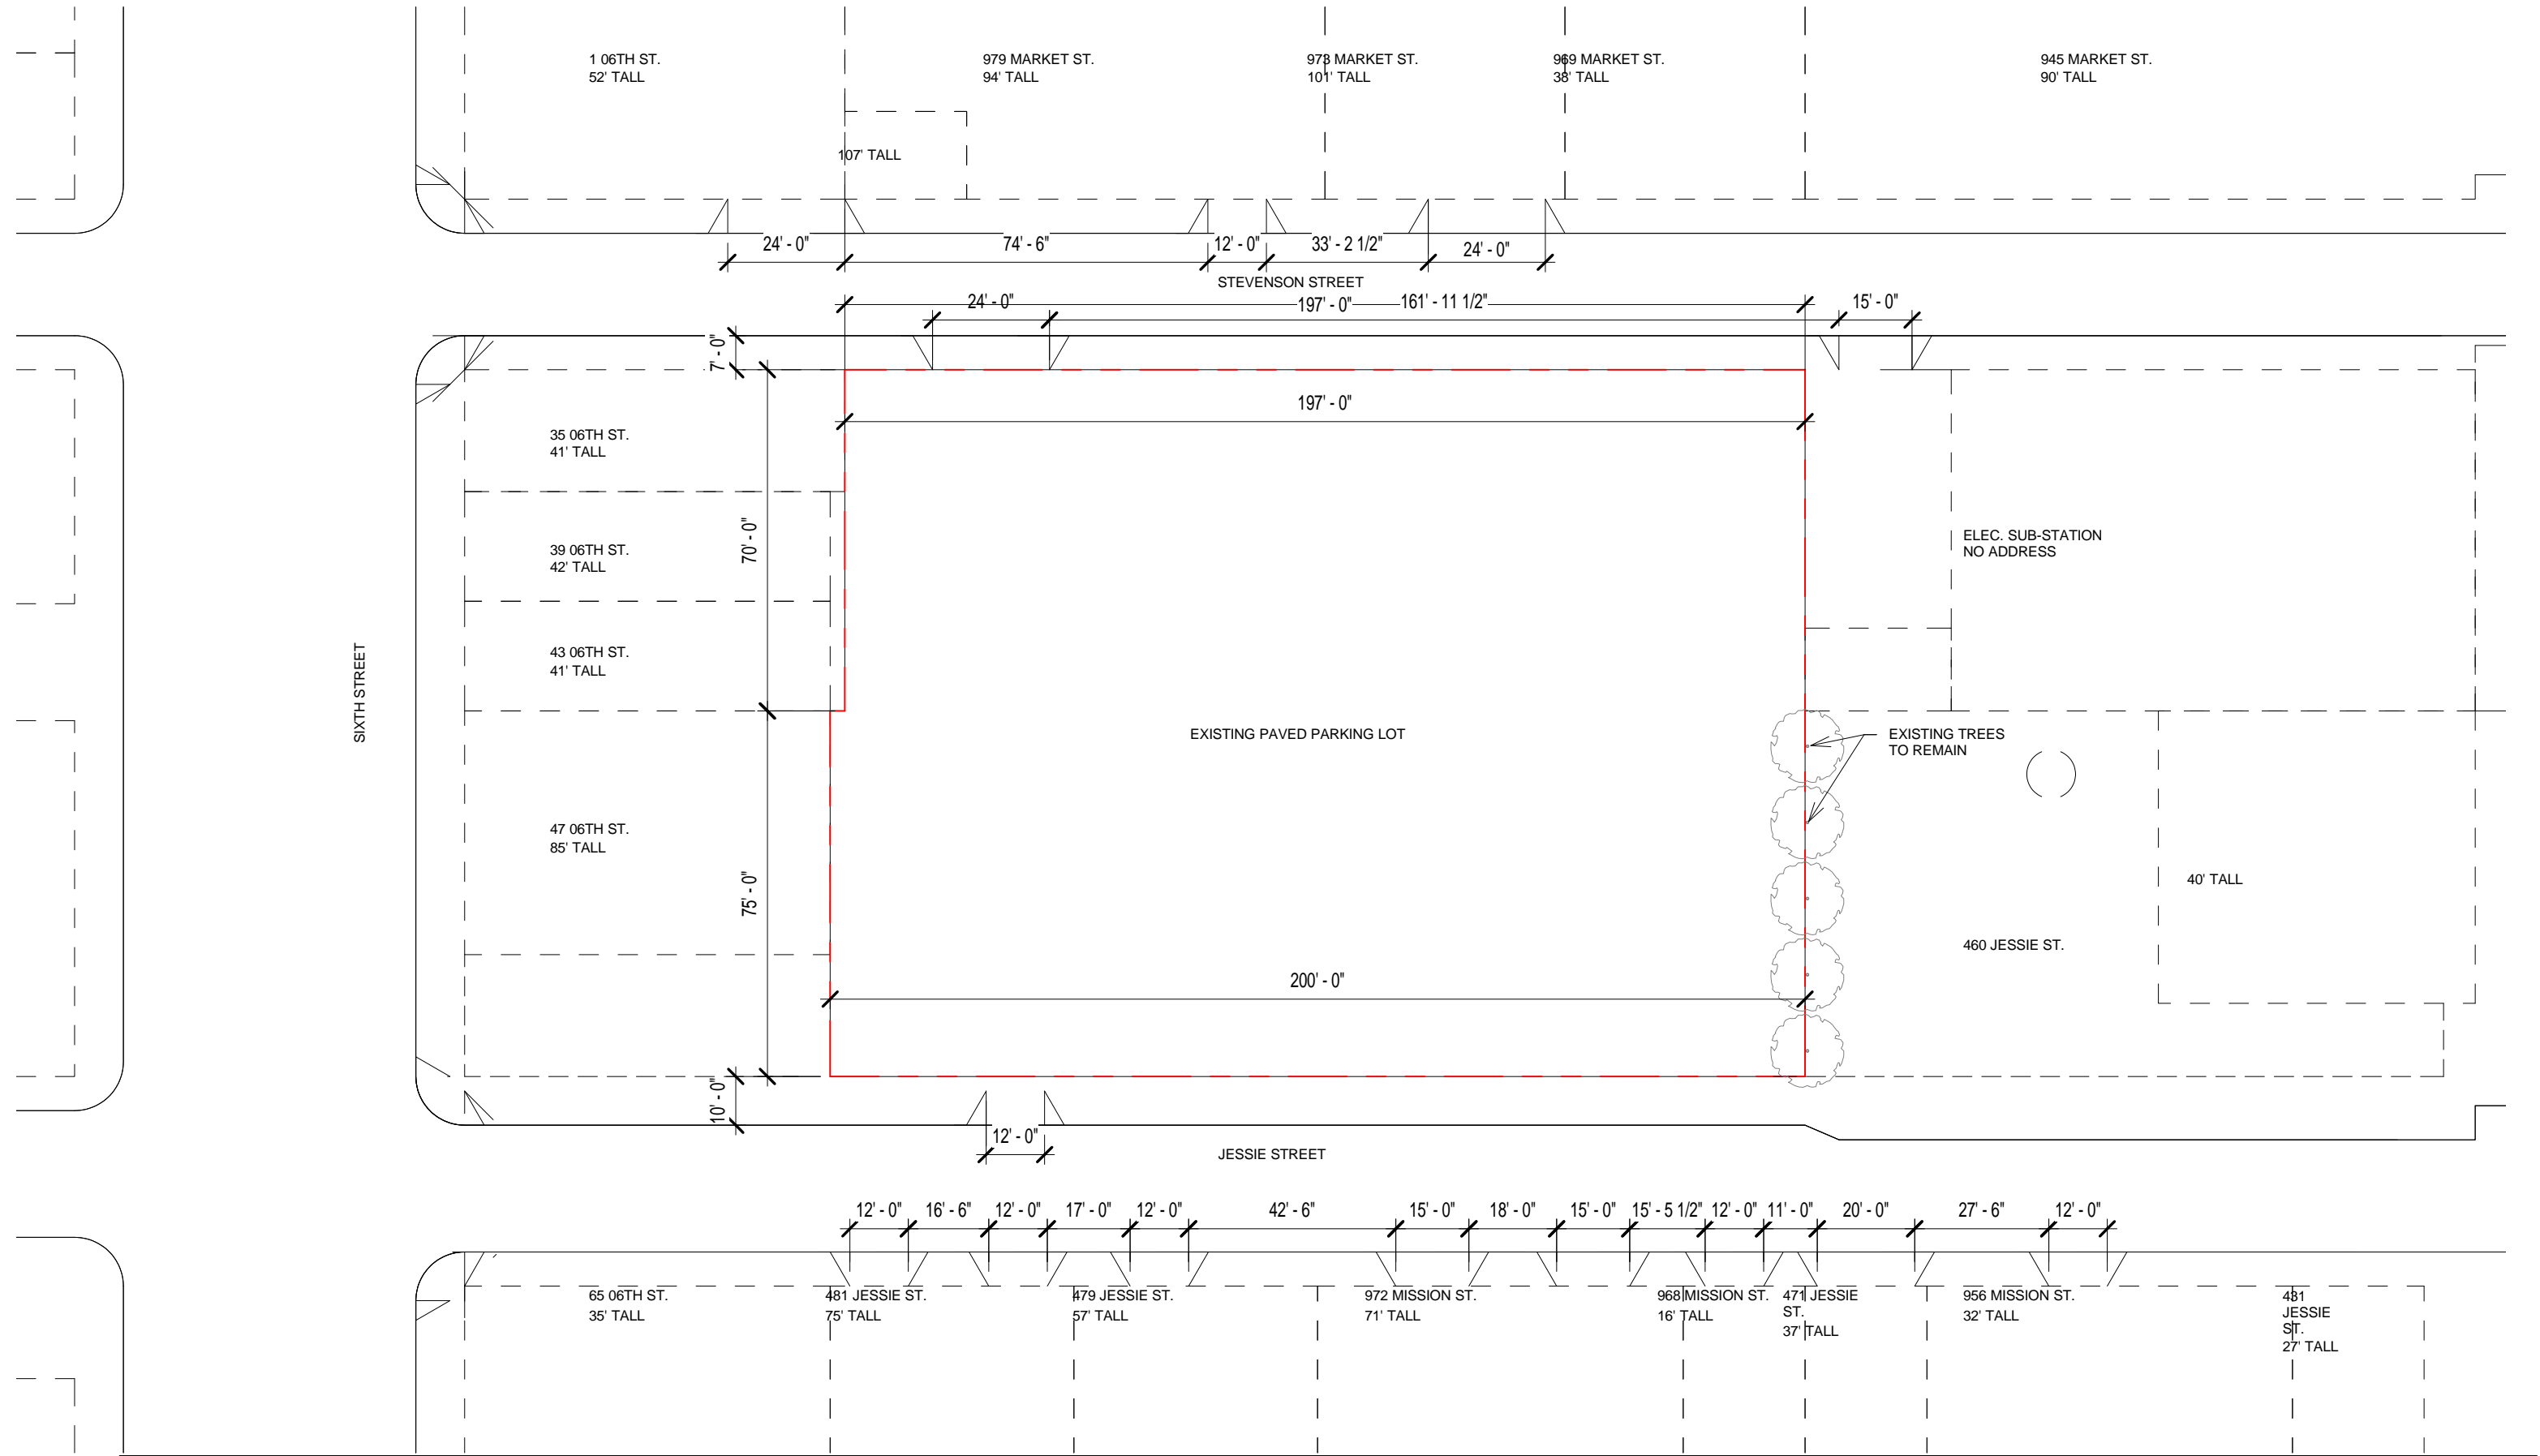 1 06TH ST.
52' TALL
979 MARKET ST.
94' TALL
973 MARKET ST.
101' TALL
969 MARKET ST.
38' TALL
945 MARKET ST.
90' TALL
107' TALL
24' - 0"
74' - 6"
12' - 0"
33' - 2 1/2"
24' - 0"
STEVENSON STREET
24' - 0"
197' - 0"
161' - 11 1/2"
15' - 0"
7' - 0"
197' - 0"
35 06TH ST.
41' TALL
39 06TH ST.
42' TALL
70' - 0"
ELEC. SUB-STATION
NO ADDRESS
43 06TH ST.
41' TALL
SIXTH STREET
EXISTING PAVED PARKING LOT
EXISTING TREES
TO REMAIN
47 06TH ST.
85' TALL
75' - 0"
40' TALL
460 JESSIE ST.
200' - 0"
10' - 0"
12' - 0"
JESSIE STREET
12' - 0"
16' - 6"
12' - 0"
17' - 0"
12' - 0"
42' - 6"
15' - 0"
18' - 0"
15' - 0"
15' - 5 1/2"
12' - 0"
11' - 0"
20' - 0"
27' - 6"
12' - 0"
65 06TH ST.
35' TALL
481 JESSIE ST.
75' TALL
479 JESSIE ST.
57' TALL
972 MISSION ST.
71' TALL
968 MISSION ST.
16' TALL
471 JESSIE
ST.
37' TALL
956 MISSION ST.
32' TALL
431
JESSIE
ST.
27' TALL